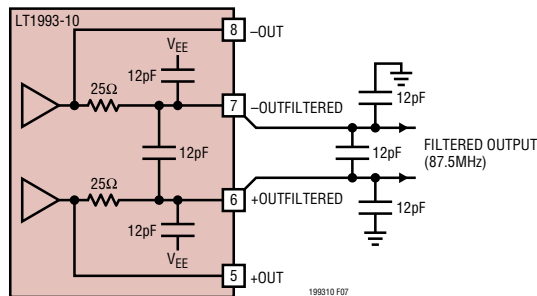 LT1993-10
8 –OUT
VEE
25Ω
12pF
12pF
7 –OUTFILTERED
12pF
12pF
FILTERED OUTPUT
(87.5MHz)
25Ω
6 +OUTFILTERED
12pF
12pF
VEE
5 +OUT
199310 F07